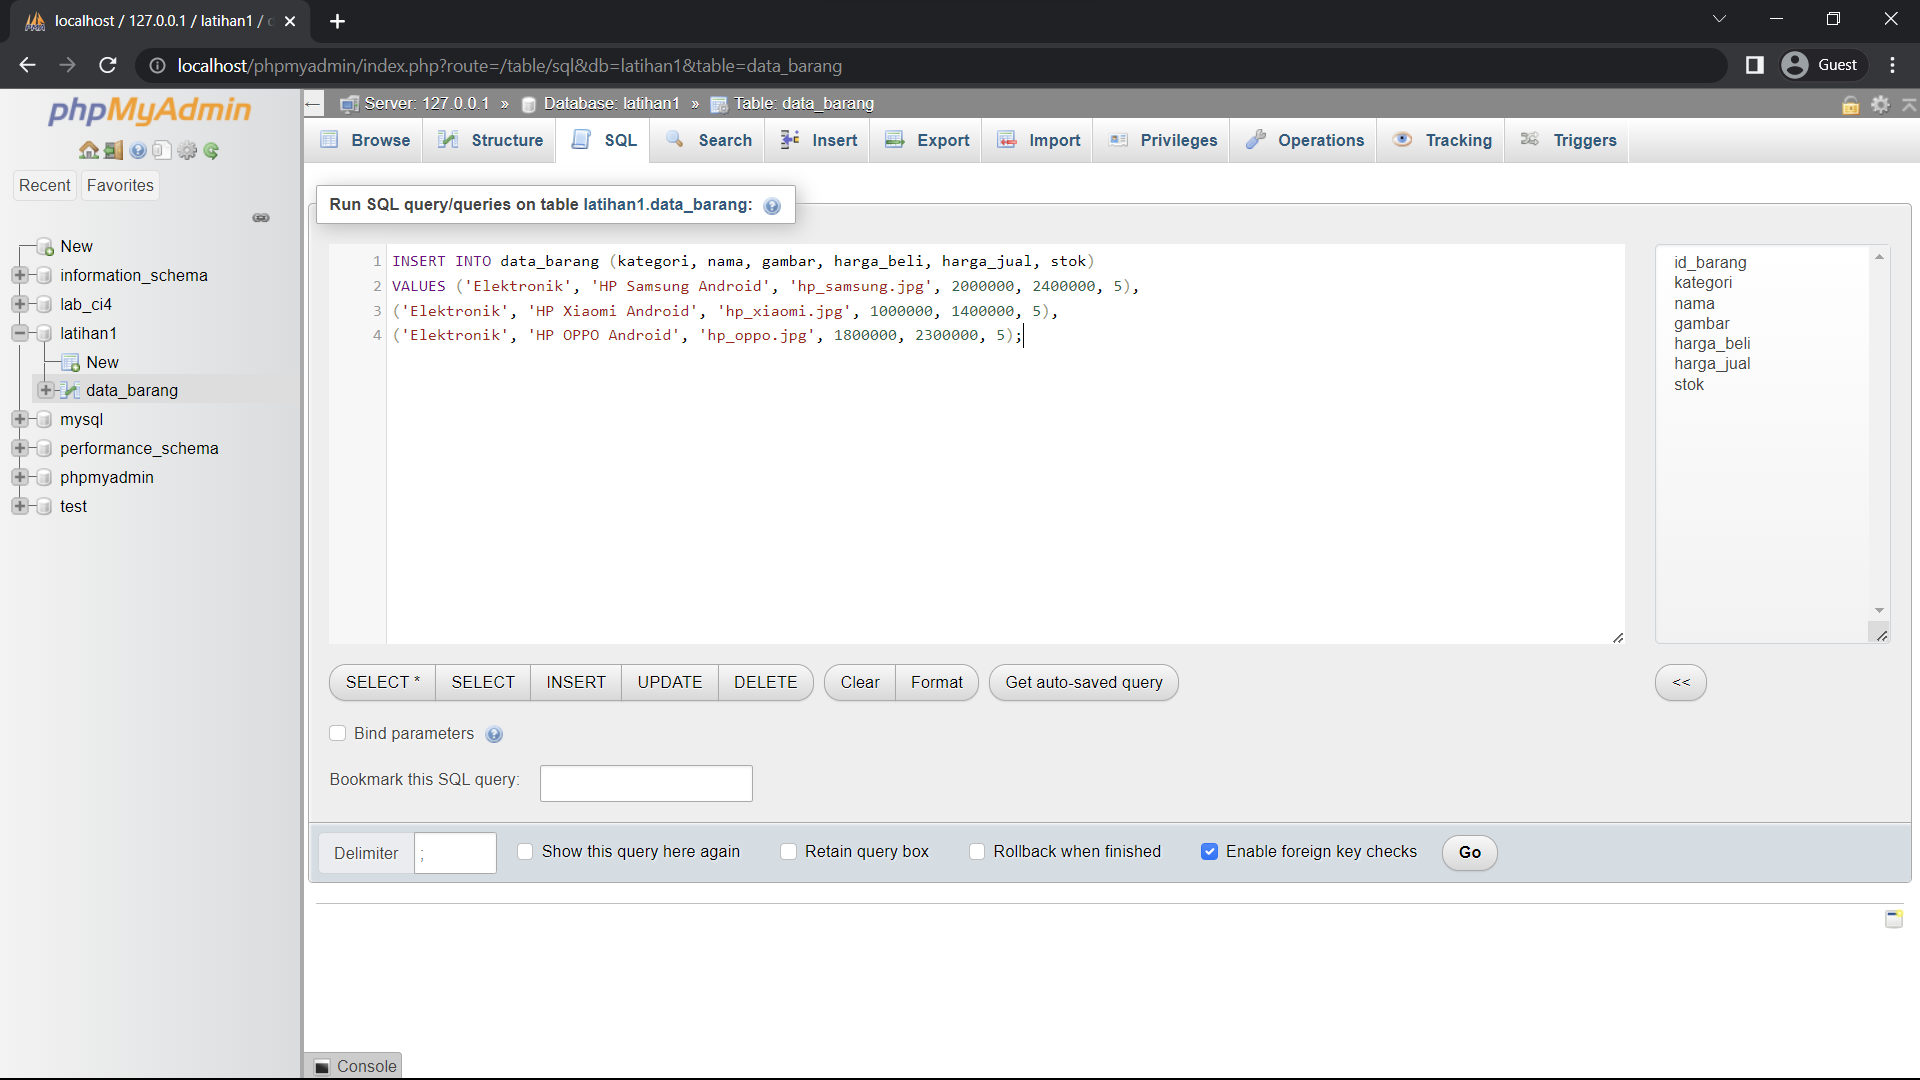 localhost / 127.0.0.1 / latihan1 /
localhost/phpmyadmin/index.php?route=/table/sql&db=latihan1&table=data_barang
Guest
phpMyAdmin
Recent
Favorites
New
information_schema
lab_ci4
latihan1
New
data_barang
mysql
performance_schema
phpmyadmin
test
Server: 127.0.0.1 » Database: latihan1 » Table: data_barang
Browse Structure SQL Search Insert Export Import Privileges Operations Tracking Triggers
Run SQL query/queries on table latihan1.data_barang:
1 INSERT INTO data_barang (kategori, nama, gambar, harga_beli, harga_jual, stok)
2 VALUES ('Elektronik', 'HP Samsung Android', 'hp_samsung.jpg', 2000000, 2400000, 5),
3 ('Elektronik', 'HP Xiaomi Android', 'hp_xiaomi.jpg', 1000000, 1400000, 5),
4 ('Elektronik', 'HP OPPO Android', 'hp_oppo.jpg', 1800000, 2300000, 5);
id_barang
kategori
nama
gambar
harga_beli
harga_jual
stok
SELECT * SELECT INSERT UPDATE DELETE Clear Format Get auto-saved query <<
Bind parameters
Bookmark this SQL query:
Delimiter ; Show this query here again Retain query box Rollback when finished Enable foreign key checks Go
Console